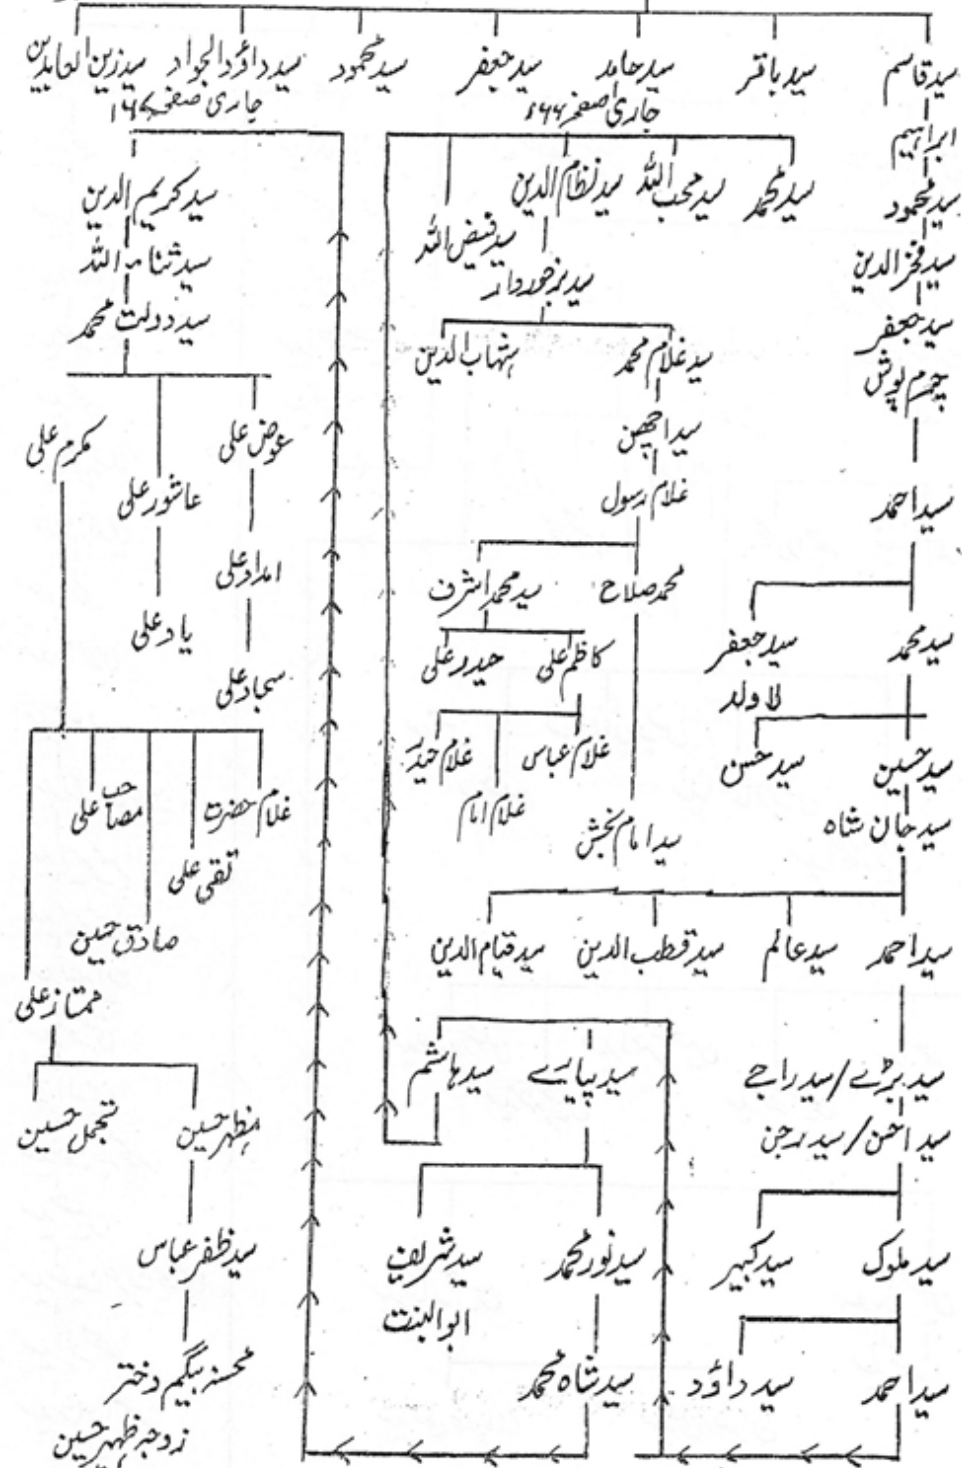 سید قاسم سید باقر سید حامد سید جعفر سید محمود سید داؤد الجواد سید زین العابدین
جاری صفحہ ۱۶۶ جاری صفحہ
ابراہیم
سید محمود
سید فخر الدین
سید جعفر
چرم پوش
سید احمد
سید محمد سید جعفر
لا ولد
سید حسین سید حسن
سید جان شاہ
سید احمد سید عالم سید قطب الدین سید قیام الدین
سید بڑے/سید راجے
سید احسن/سید رجن
سید ملوک سید کبیر
سید احمد سید داؤد
سید پیارے سید ہاشم
سید نور محمد سید شریف
ابوالبنت
سید شاہ محمد
سید محمد سید محب اللہ سید نظام الدین سید فیض اللہ
سید برخوردار
سید غلام محمد شہاب الدین
سید اچھن
غلام رسول
محمد صلاح سید محمد اشرف
کاظم علی حیدر علی
غلام عباس غلام امام غلام حیدر
سید امام بخش
سید کریم الدین
سید ثناء اللہ
سید دولت محمد
عوض علی عاشور علی مکرم علی
امداد علی یاد علی
سجاد علی
غلام حضرت تقی علی صادق حسین مصاحب علی ممتاز علی
مظہر حسین تجمل حسین
سید ظفر عباس
محسنہ بیگم دختر
زوجہ ظہیر حسین